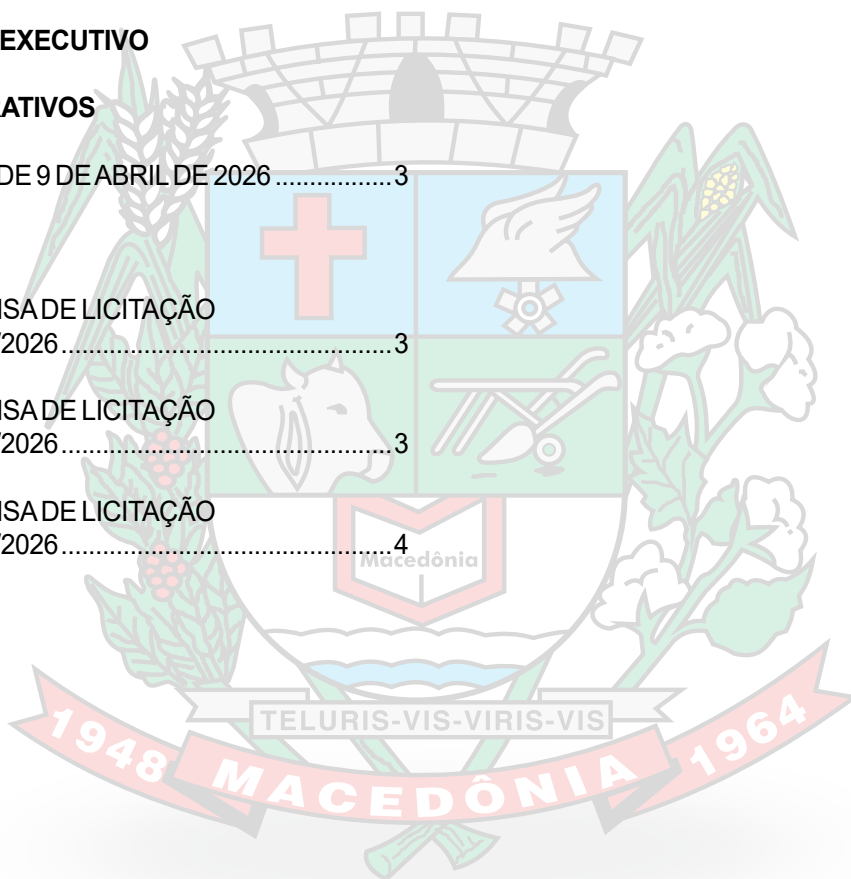 EXECUTIVO
RATIVOS
DE 9 DE ABRIL DE 2026 .................. 3
ISA DE LICITAÇÃO
/2026 ........................................ 3
ISA DE LICITAÇÃO
/2026 ........................................ 3
ISA DE LICITAÇÃO
/2026 ........................................ 4
Macedônia
TELURIS-VIS-VIRIS-VIS
1948 MACEDÔNIA 1964